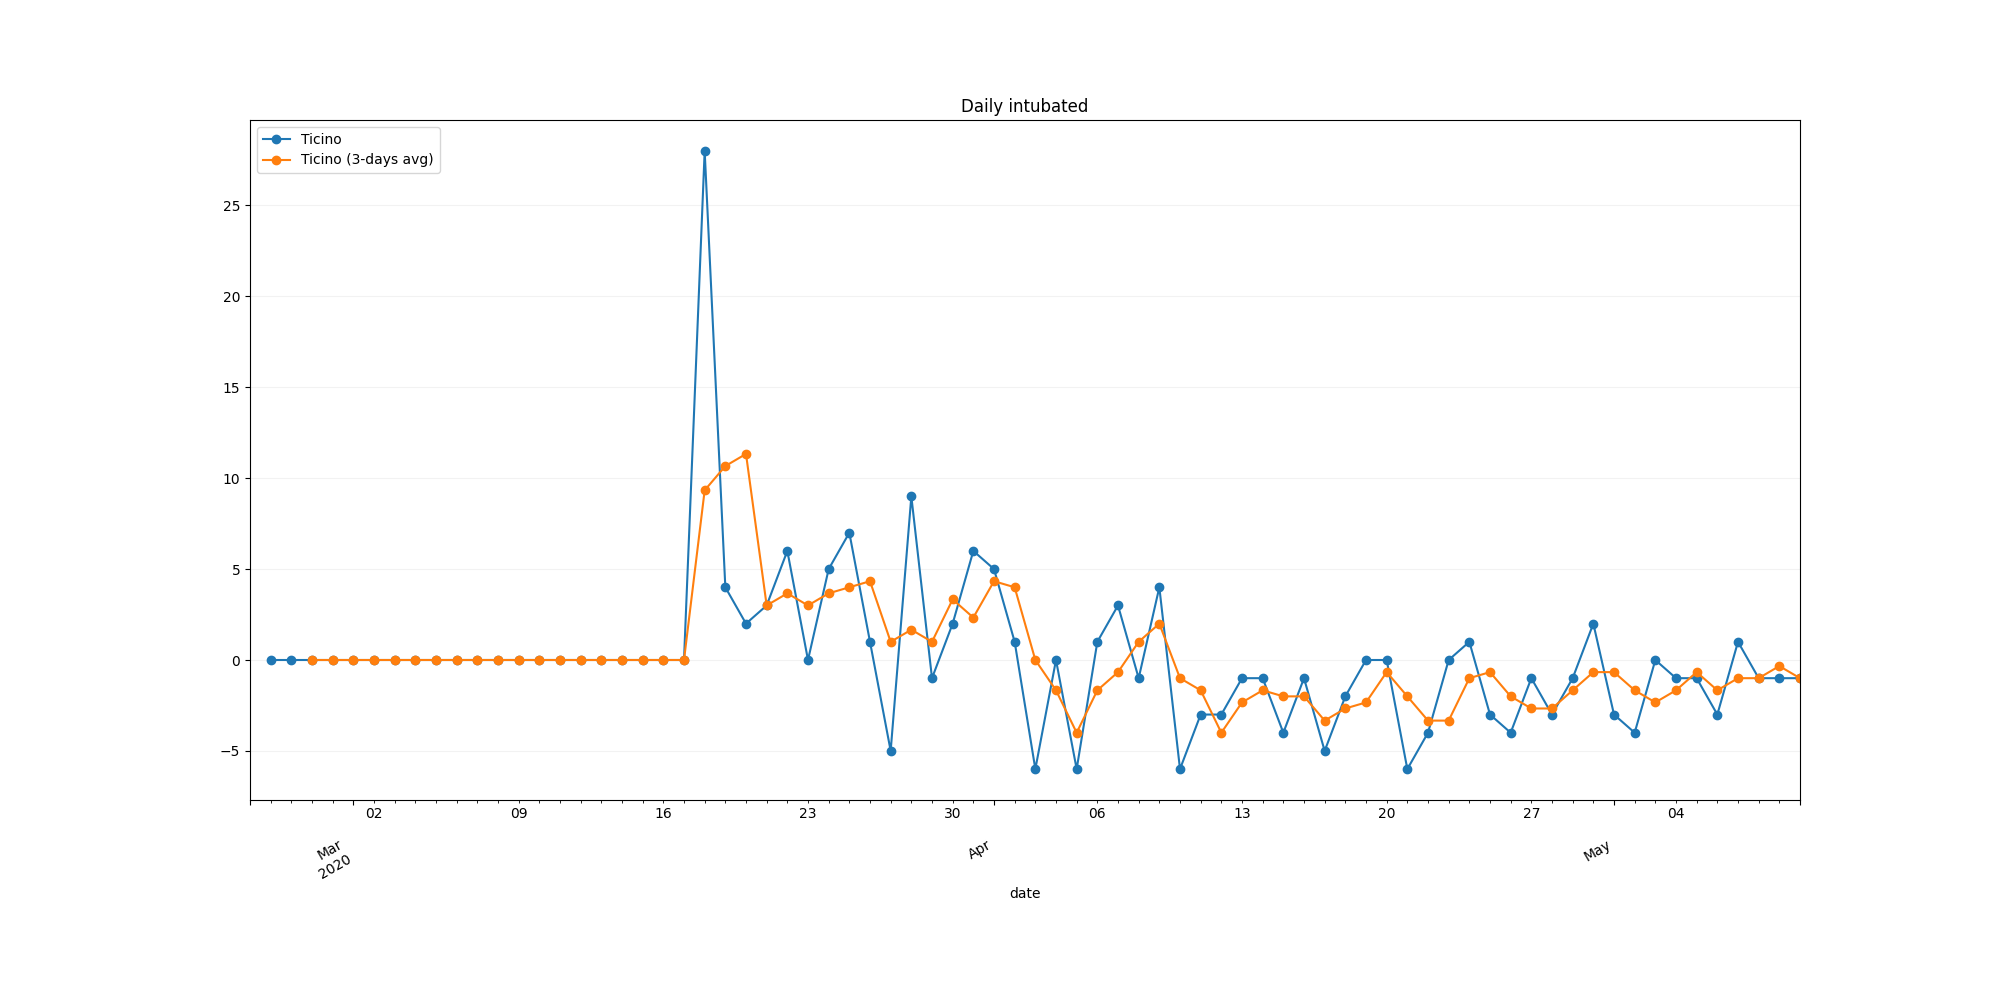 Daily intubated
Ticino
Ticino (3-days avg)
25
20
15
10
5
0
−5
02 09 16 23 30 06 13 20 27 04
Mar
2020
Apr
May
date